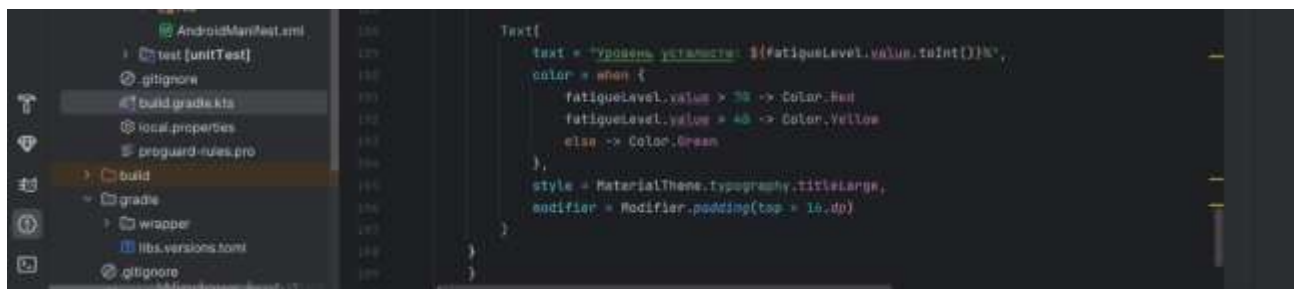 AndroidManifest.xml
test [unitTest]
.gitignore
build.gradle.kts
local.properties
proguard-rules.pro
build
gradle
wrapper
libs.versions.toml
.gitignore
Text(
text = "Уровень усталости: ${fatigueLevel.value.toInt()}%",
color = when {
fatigueLevel.value > 70 -> Color.Red
fatigueLevel.value > 40 -> Color.Yellow
else -> Color.Green
},
style = MaterialTheme.typography.titleLarge,
modifier = Modifier.padding(top = 16.dp)
)
}
}